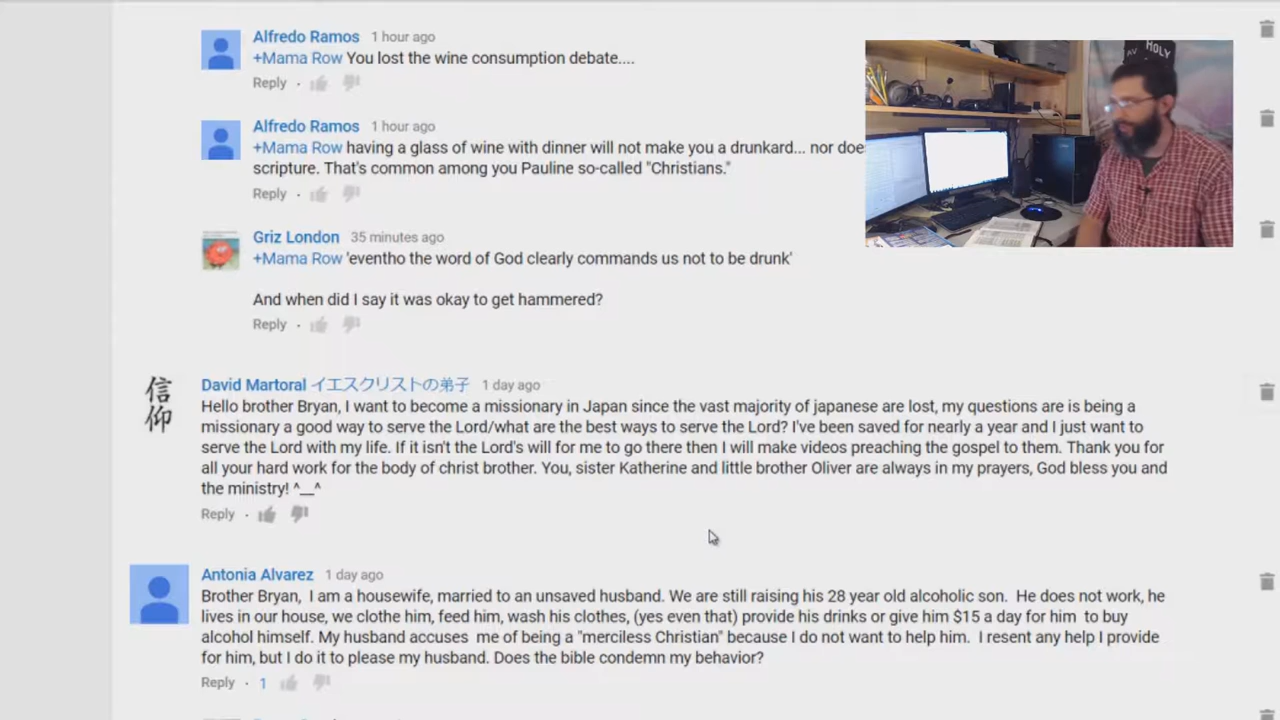 Alfredo Ramos 1 hour ago
+Mama Row You lost the wine consumption debate....
Reply
Alfredo Ramos 1 hour ago
+Mama Row having a glass of wine with dinner will not make you a drunkard... nor doe
scripture. That's common among you Pauline so-called "Christians."
Reply
Griz London 35 minutes ago
+Mama Row 'eventho the word of God clearly commands us not to be drunk'
And when did I say it was okay to get hammered?
Reply
信仰
David Martoral イエスクリストの弟子 1 day ago
Hello brother Bryan, I want to become a missionary in Japan since the vast majority of japanese are lost, my questions are is being a
missionary a good way to serve the Lord/what are the best ways to serve the Lord? I've been saved for nearly a year and I just want to
serve the Lord with my life. If it isn't the Lord's will for me to go there then I will make videos preaching the gospel to them. Thank you for
all your hard work for the body of christ brother. You, sister Katherine and little brother Oliver are always in my prayers, God bless you and
the ministry! ^__^
Reply
Antonia Alvarez 1 day ago
Brother Bryan, I am a housewife, married to an unsaved husband. We are still raising his 28 year old alcoholic son. He does not work, he
lives in our house, we clothe him, feed him, wash his clothes, (yes even that) provide his drinks or give him $15 a day for him to buy
alcohol himself. My husband accuses me of being a "merciless Christian" because I do not want to help him. I resent any help I provide
for him, but I do it to please my husband. Does the bible condemn my behavior?
Reply 1
AV HOLY